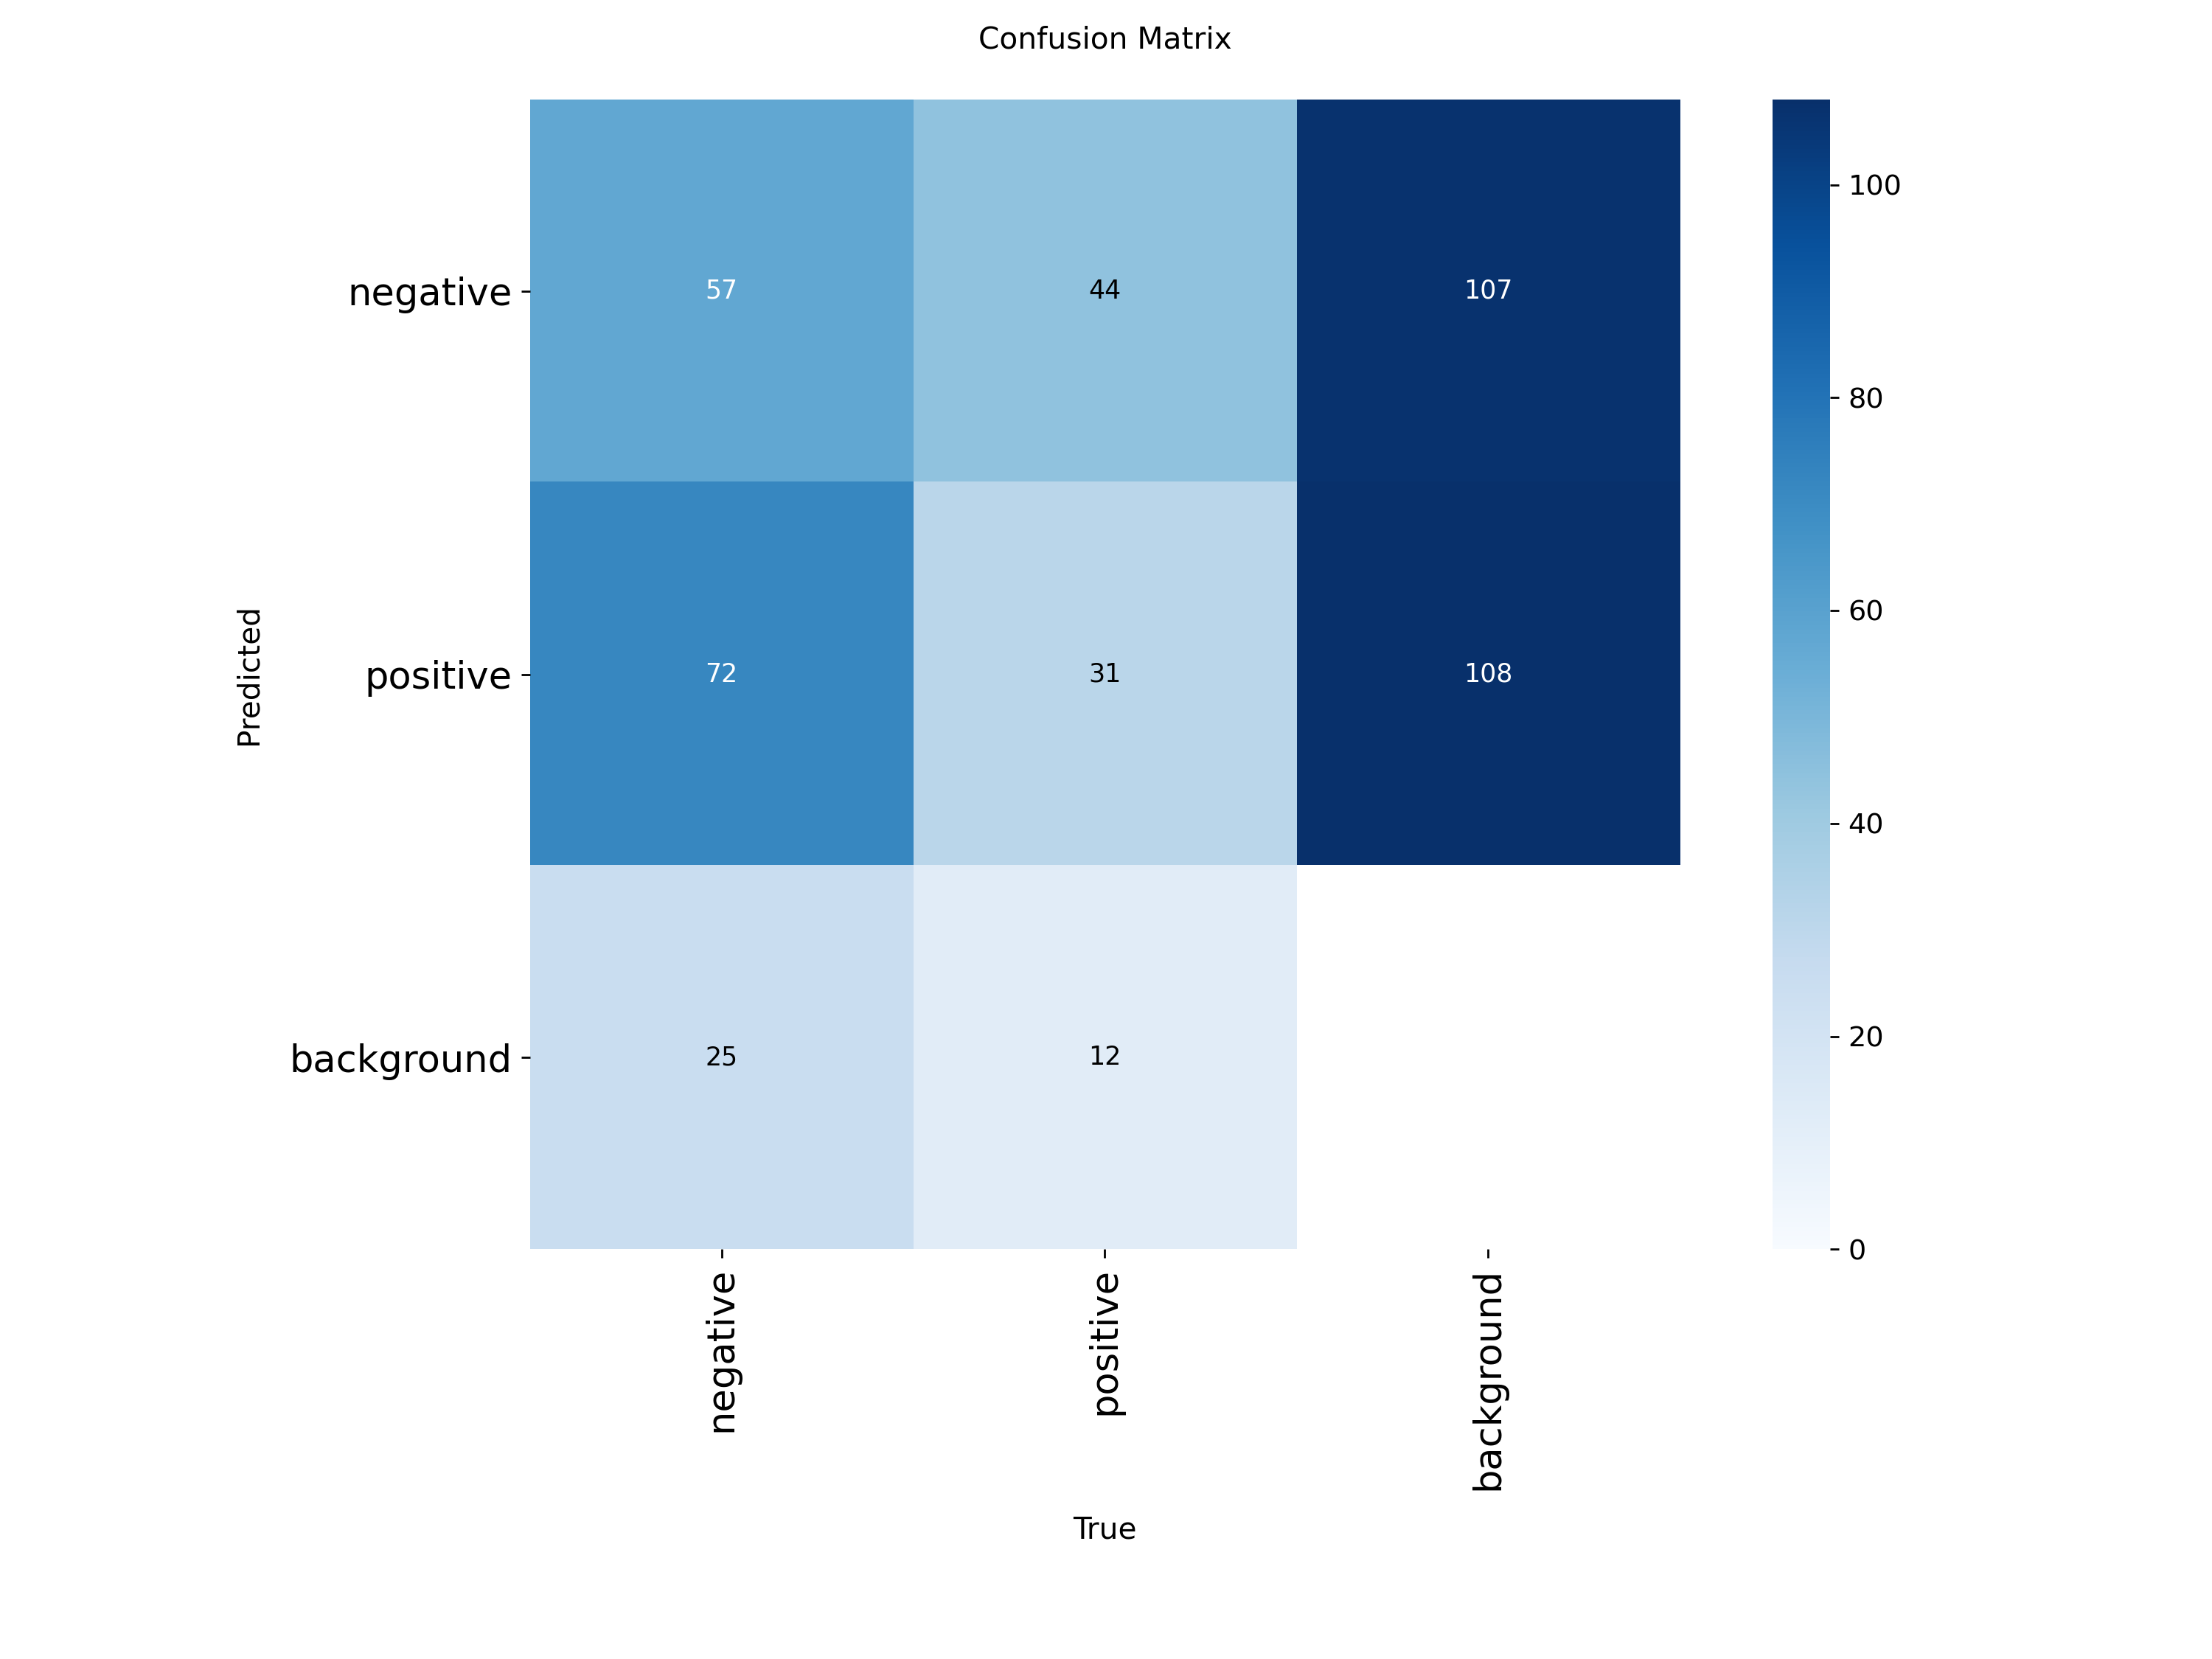 Confusion Matrix
negative
57
44
107
positive
72
31
108
background
25
12
Predicted
negative
positive
background
True
100
80
60
40
20
0